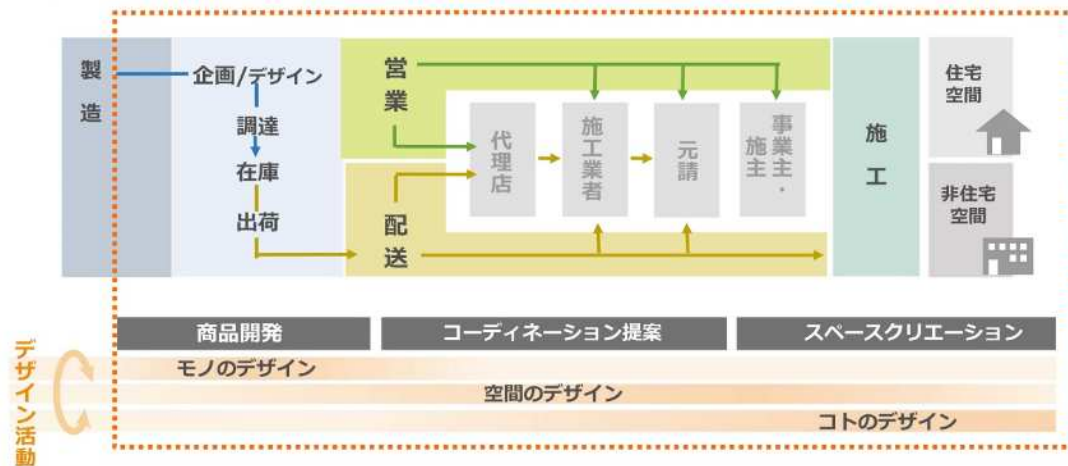 製造
企画/デザイン
調達
在庫
出荷
営業
配送
代理店
施工業者
元請
事業主・
施主
施工
住宅
空間
非住宅
空間
商品開発
コーディネーション提案
スペースクリエーション
デザイン活動
モノのデザイン
空間のデザイン
コトのデザイン